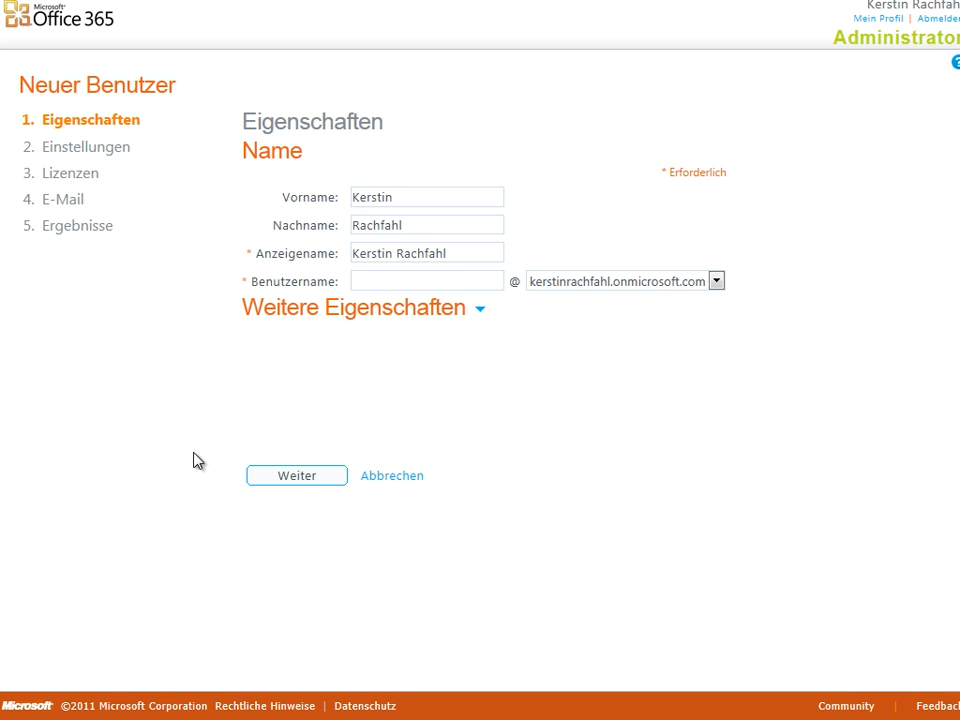 Microsoft®
Office 365
Kerstin Rachfah
Mein Profil | Abmelde
Administrator
Neuer Benutzer
1. Eigenschaften
2. Einstellungen
3. Lizenzen
4. E-Mail
5. Ergebnisse
Eigenschaften
Name
* Erforderlich
Vorname: Kerstin
Nachname: Rachfahl
* Anzeigename: Kerstin Rachfahl
* Benutzername: @ kerstinrachfahl.onmicrosoft.com
Weitere Eigenschaften
Weiter Abbrechen
Microsoft ©2011 Microsoft Corporation Rechtliche Hinweise | Datenschutz Community | Feedbac